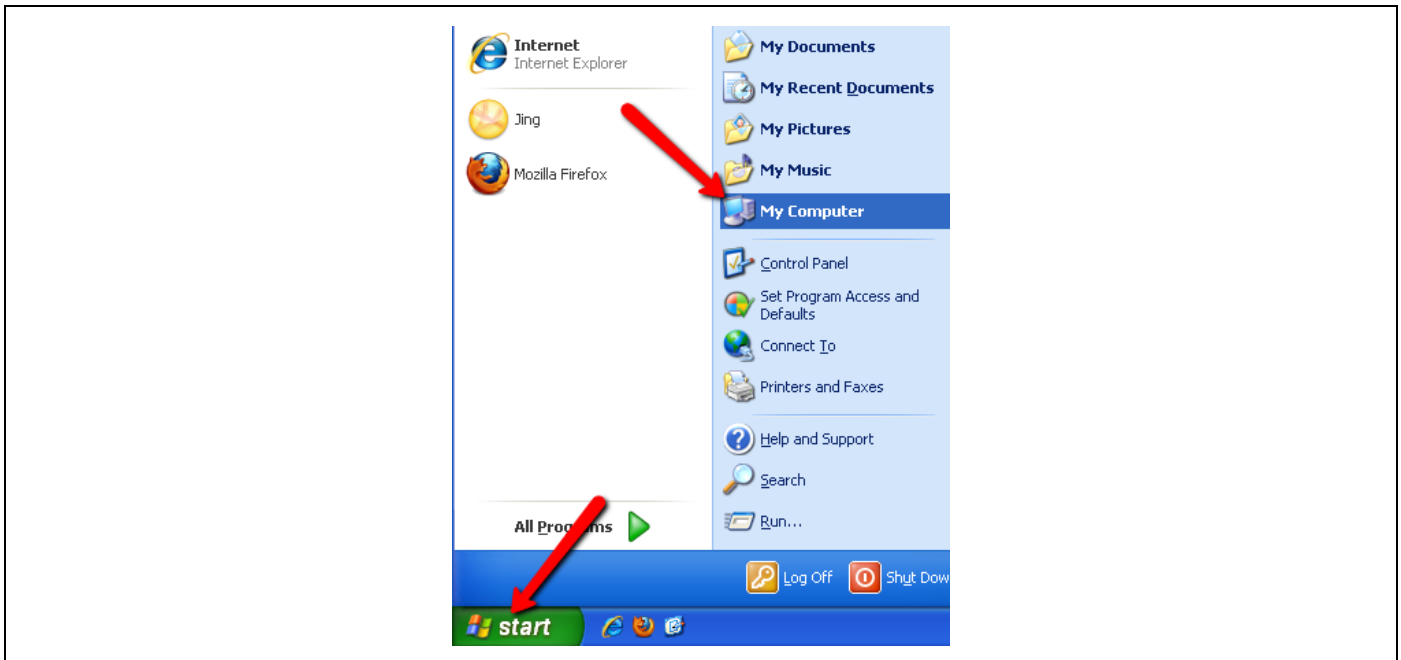 Internet
Internet Explorer
Jing
Mozilla Firefox
All Programs
My Documents
My Recent Documents
My Pictures
My Music
My Computer
Control Panel
Set Program Access and
Defaults
Connect To
Printers and Faxes
Help and Support
Search
Run...
Log Off
Shut Dow
start